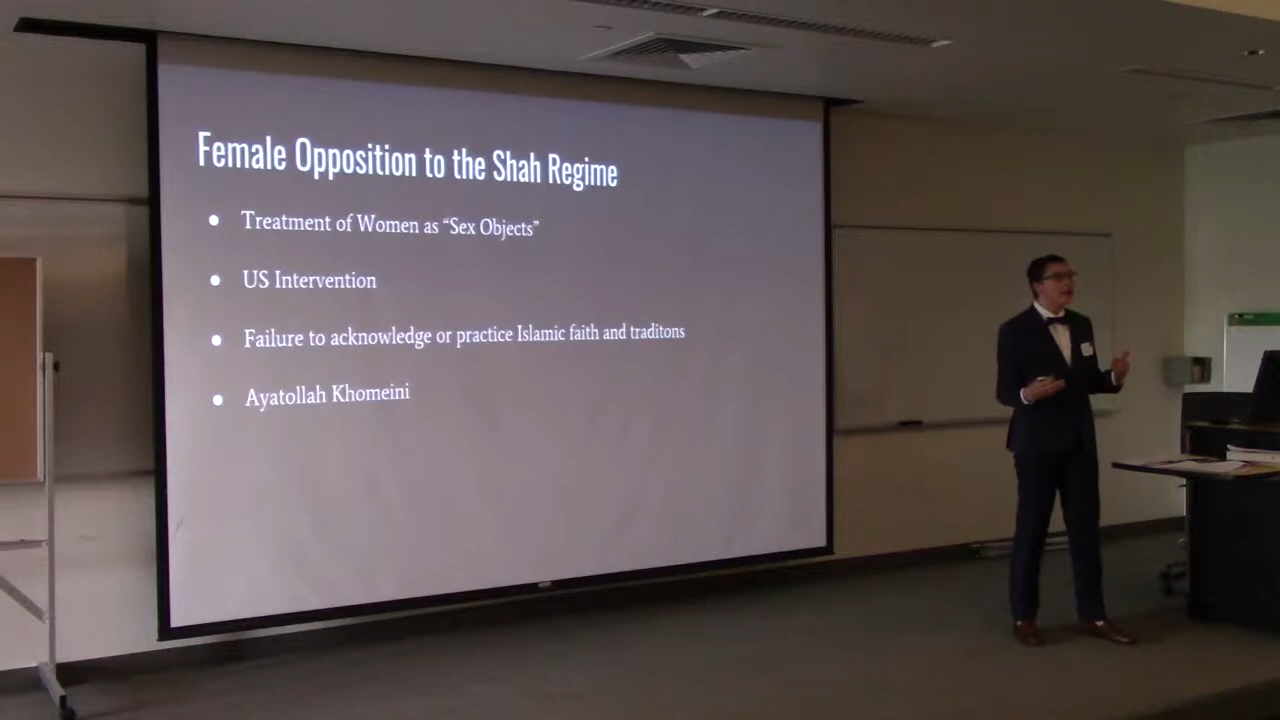 Female Opposition to the Shah Regime
Treatment of Women as “Sex Objects”
US Intervention
Failure to acknowledge or practice Islamic faith and traditons
Ayatollah Khomeini